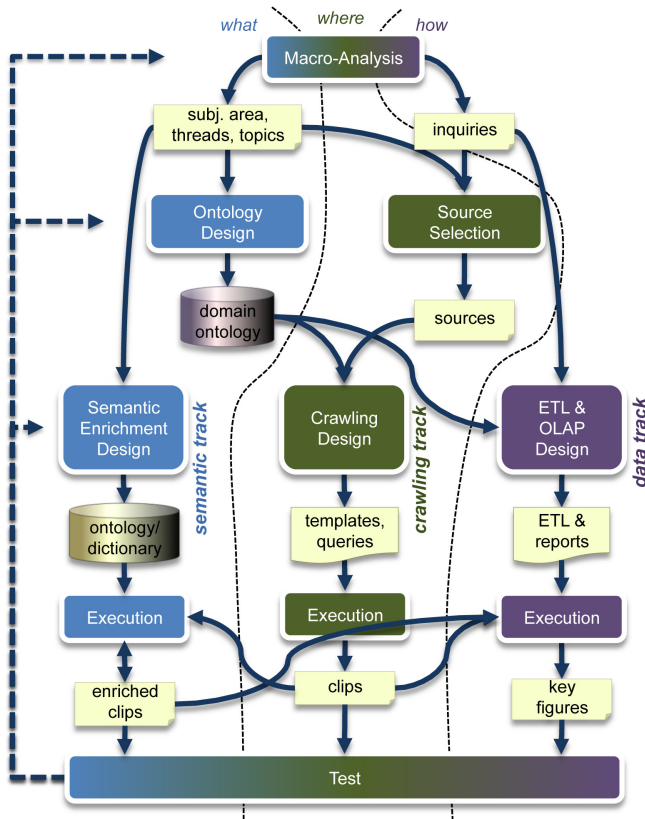 what
where
how
Macro-Analysis
subj. area,
threads, topics
inquiries
Ontology
Design
Source
Selection
domain
ontology
sources
Semantic
Enrichment
Design
semantic track
Crawling
Design
crawling track
ETL &
OLAP
Design
data track
ontology/
dictionary
templates,
queries
ETL &
reports
Execution
Execution
Execution
enriched
clips
clips
key
figures
Test